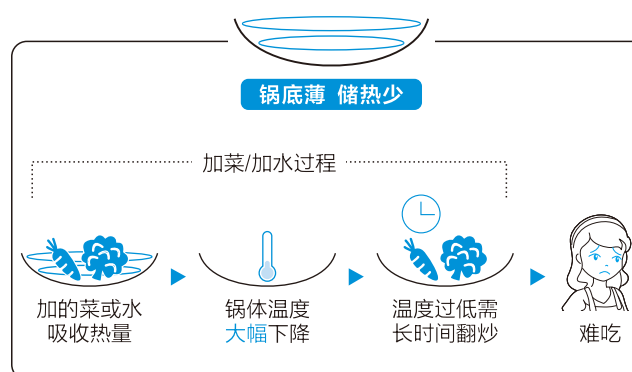 锅底薄 储热少
加菜/加水过程
加的菜或水
吸收热量
锅体温度
大幅下降
温度过低需
长时间翻炒
难吃